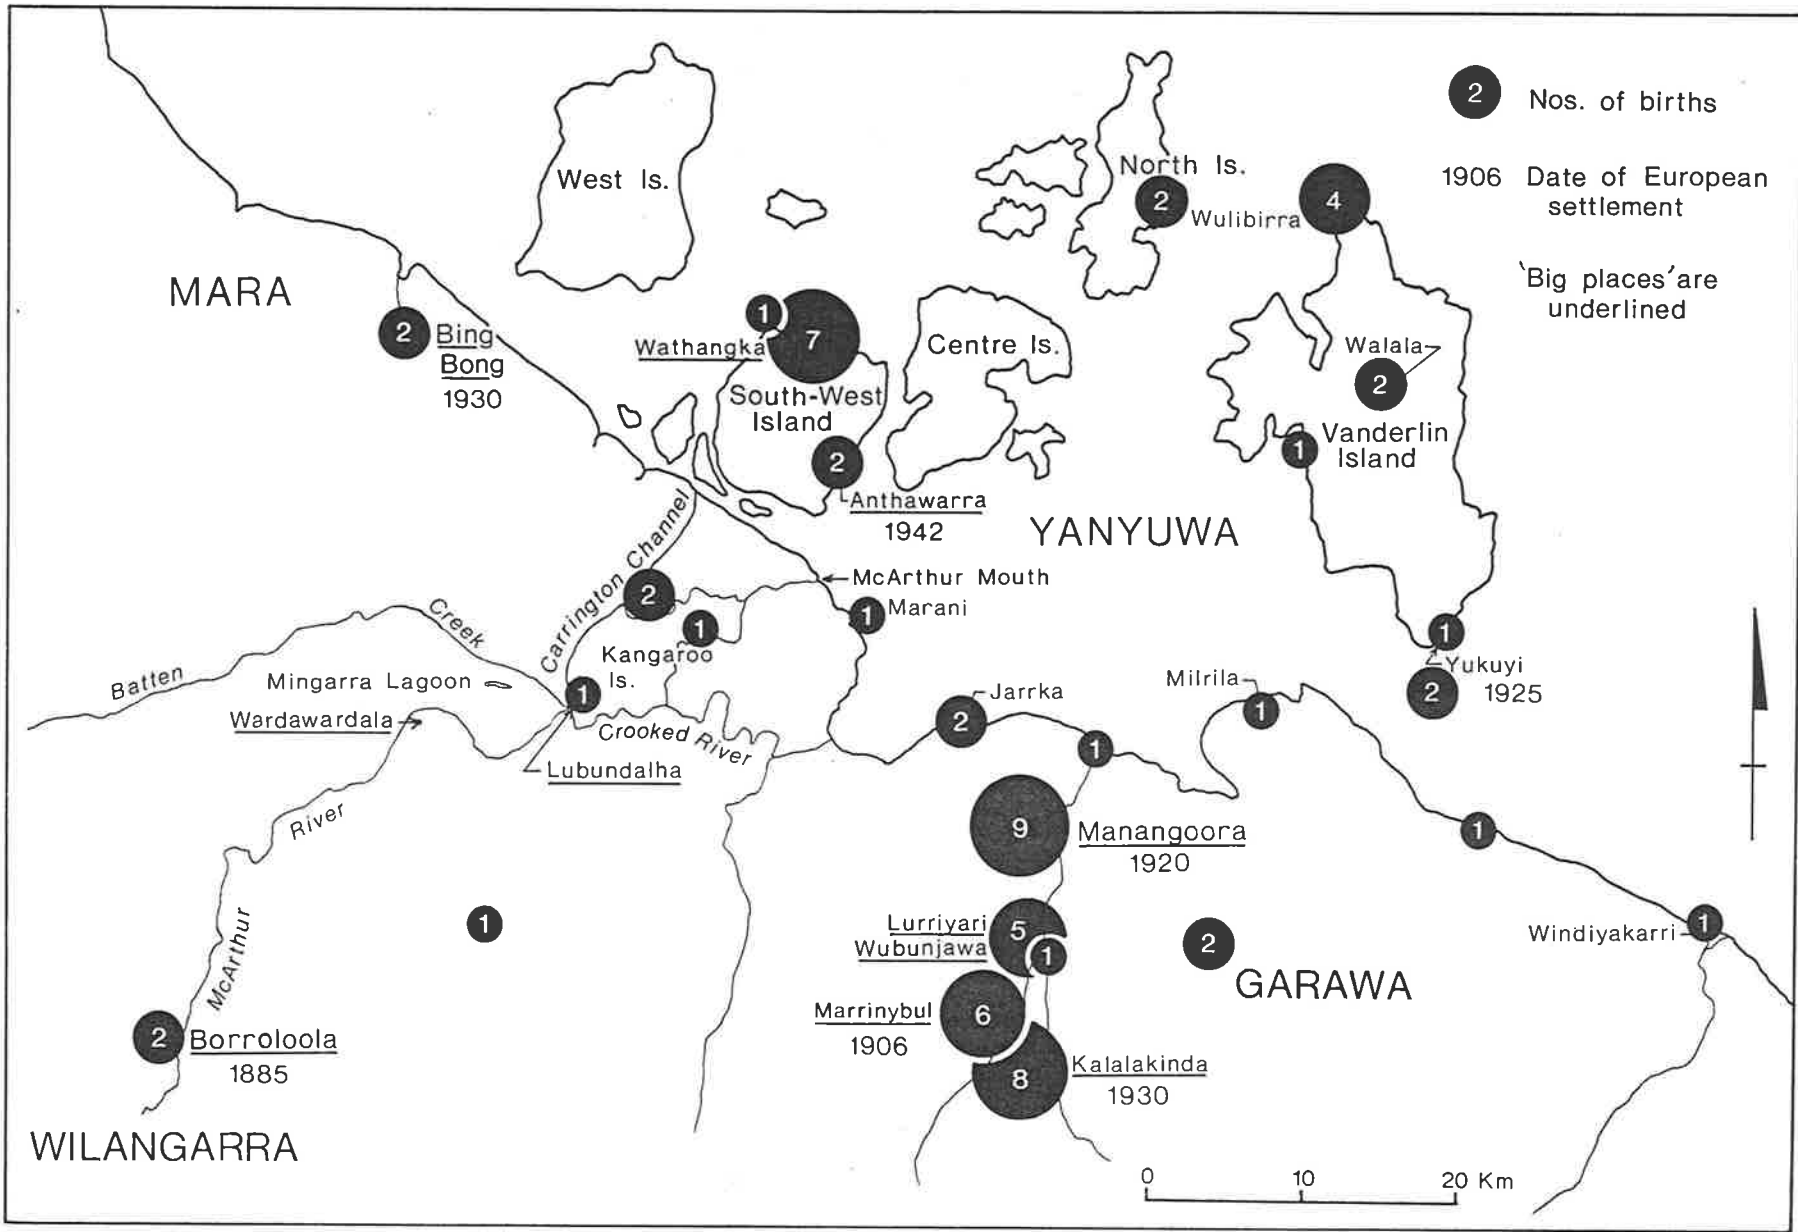 2 Nos. of births
1906 Date of European
settlement
'Big places' are
underlined
West Is.
North Is.
2
Wulibirra
4
MARA
2
Bing
Bong
1930
1
7
Wathangka
South-West
Island
2
Anthawarra
1942
Centre Is.
Walala
2
1
Vanderlin
Island
YANYUWA
Carrington Channel
McArthur Mouth
2
1
Marani
1
Kangaroo
Is.
Batten
Creek
Mingarra Lagoon
1
Wardawardala
Crooked River
Lubundalha
1
Yukuyi
2
1925
Milrila
1
Jarrka
2
1
River
9
Manangoora
1920
1
McArthur
1
Lurriyari
5
Wubunjawa
1
2
Windiyakarri
1
GARAWA
Marrinybul
6
1906
2
Borroloola
1885
8
Kalalakinda
1930
WILANGARRA
0 10 20 Km